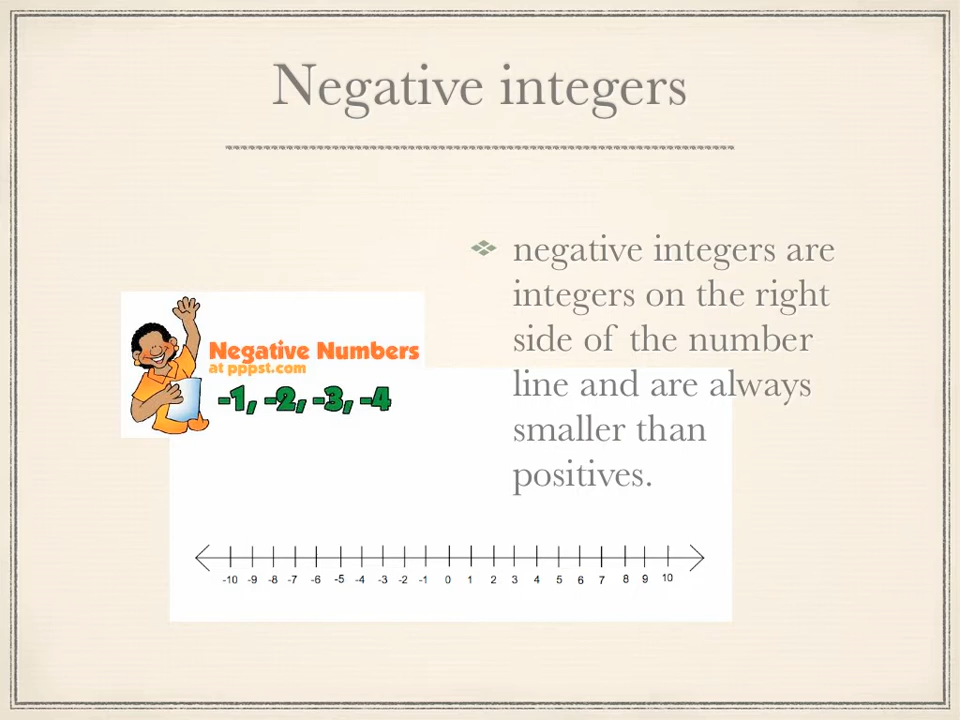 Negative integers
negative integers are
integers on the right
side of the number
line and are always
smaller than
positives.
Negative Numbers
at pppst.com
-1, -2, -3, -4
-10 -9 -8 -7 -6 -5 -4 -3 -2 -1 0 1 2 3 4 5 6 7 8 9 10